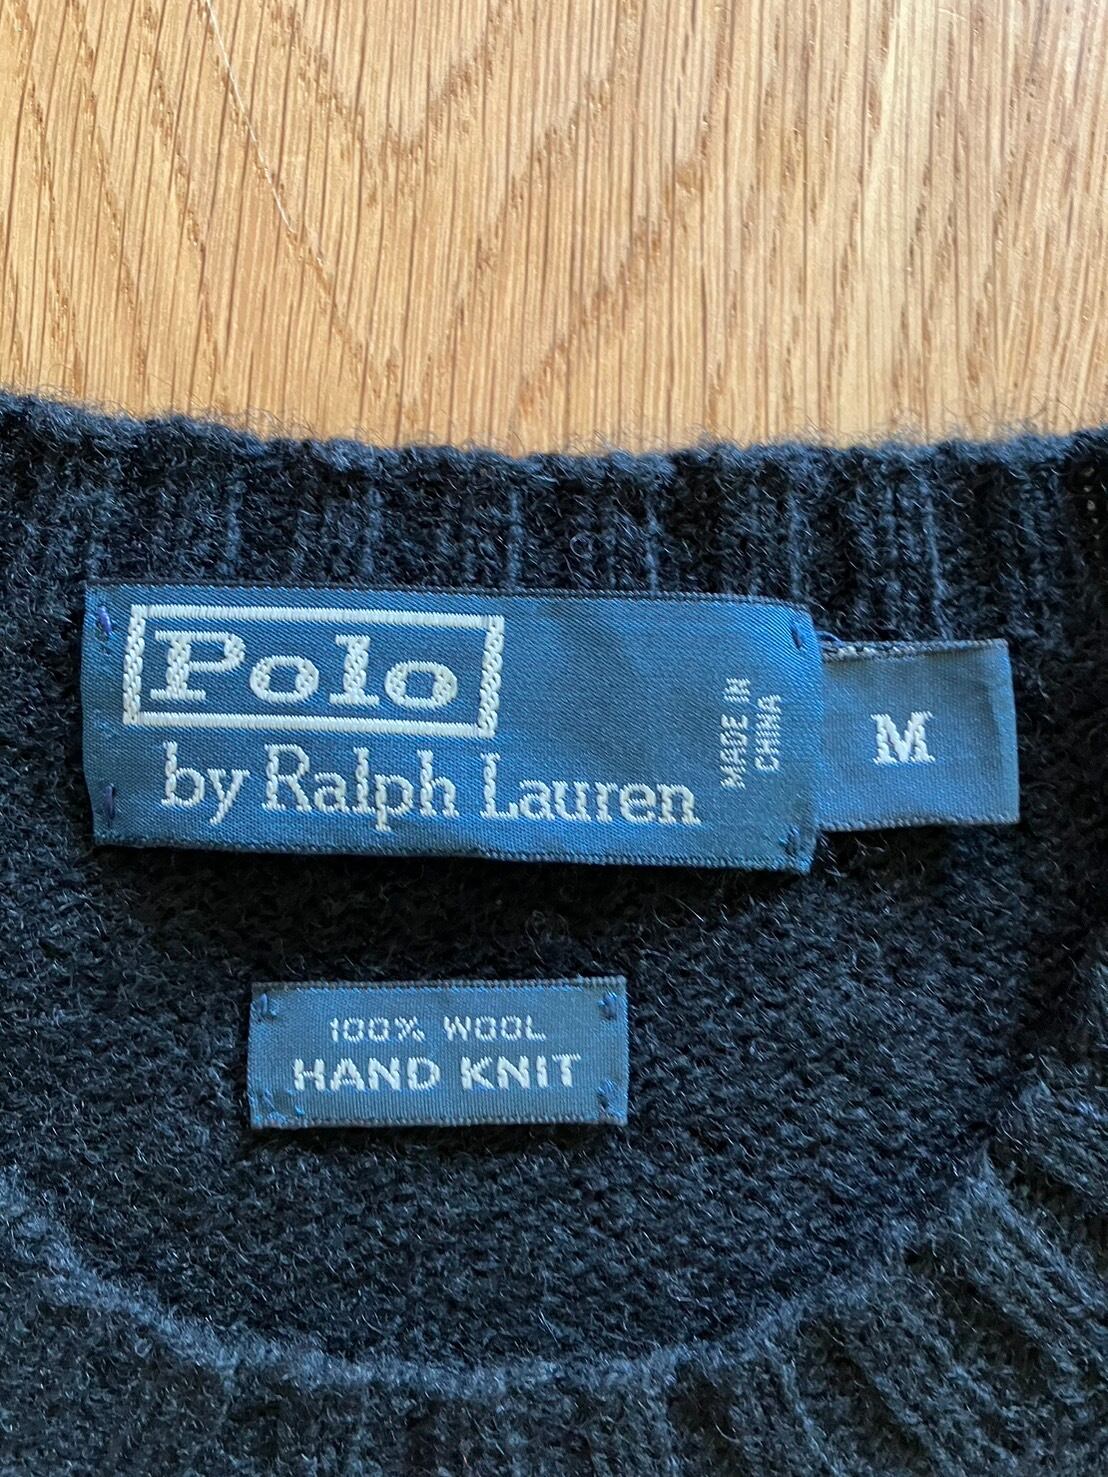 Polo
by Ralph Lauren
MADE IN
CHINA
M
100% WOOL
HAND KNIT